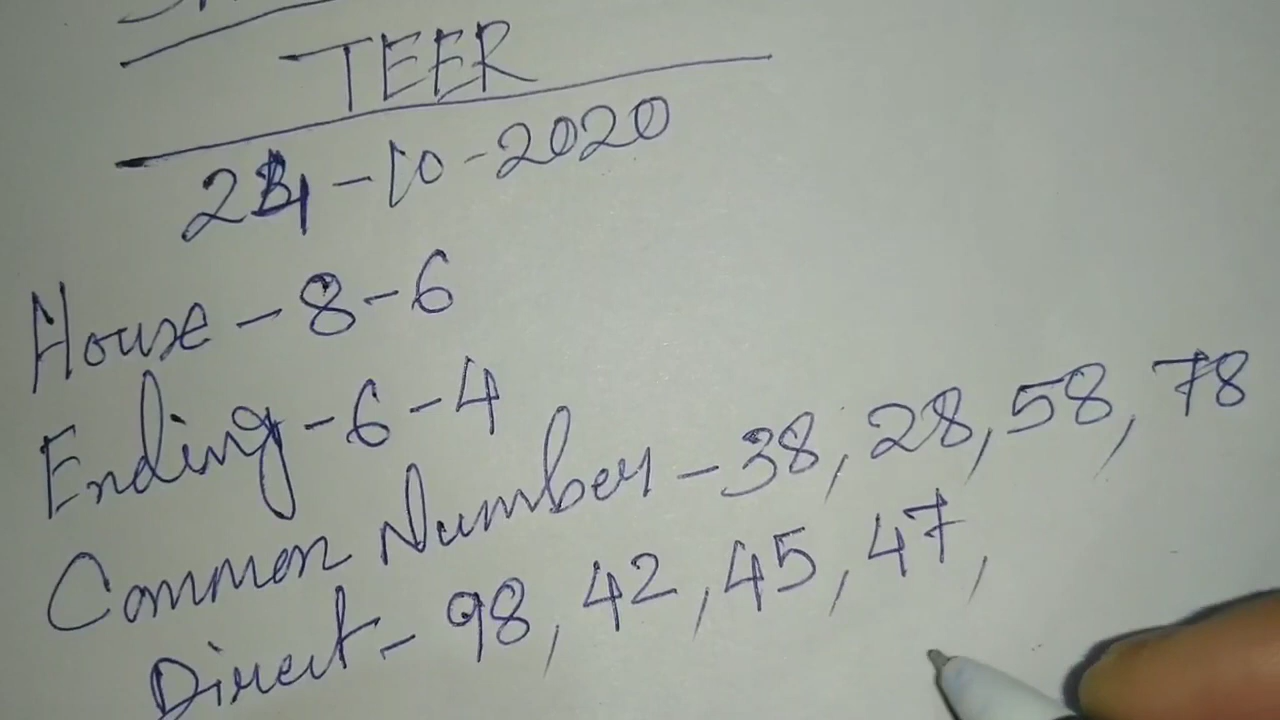 TEER
24-10-2020
House - 8-6
Ending - 6-4
Common Number - 38, 28, 58, 78
Direct - 98, 42, 45, 47,